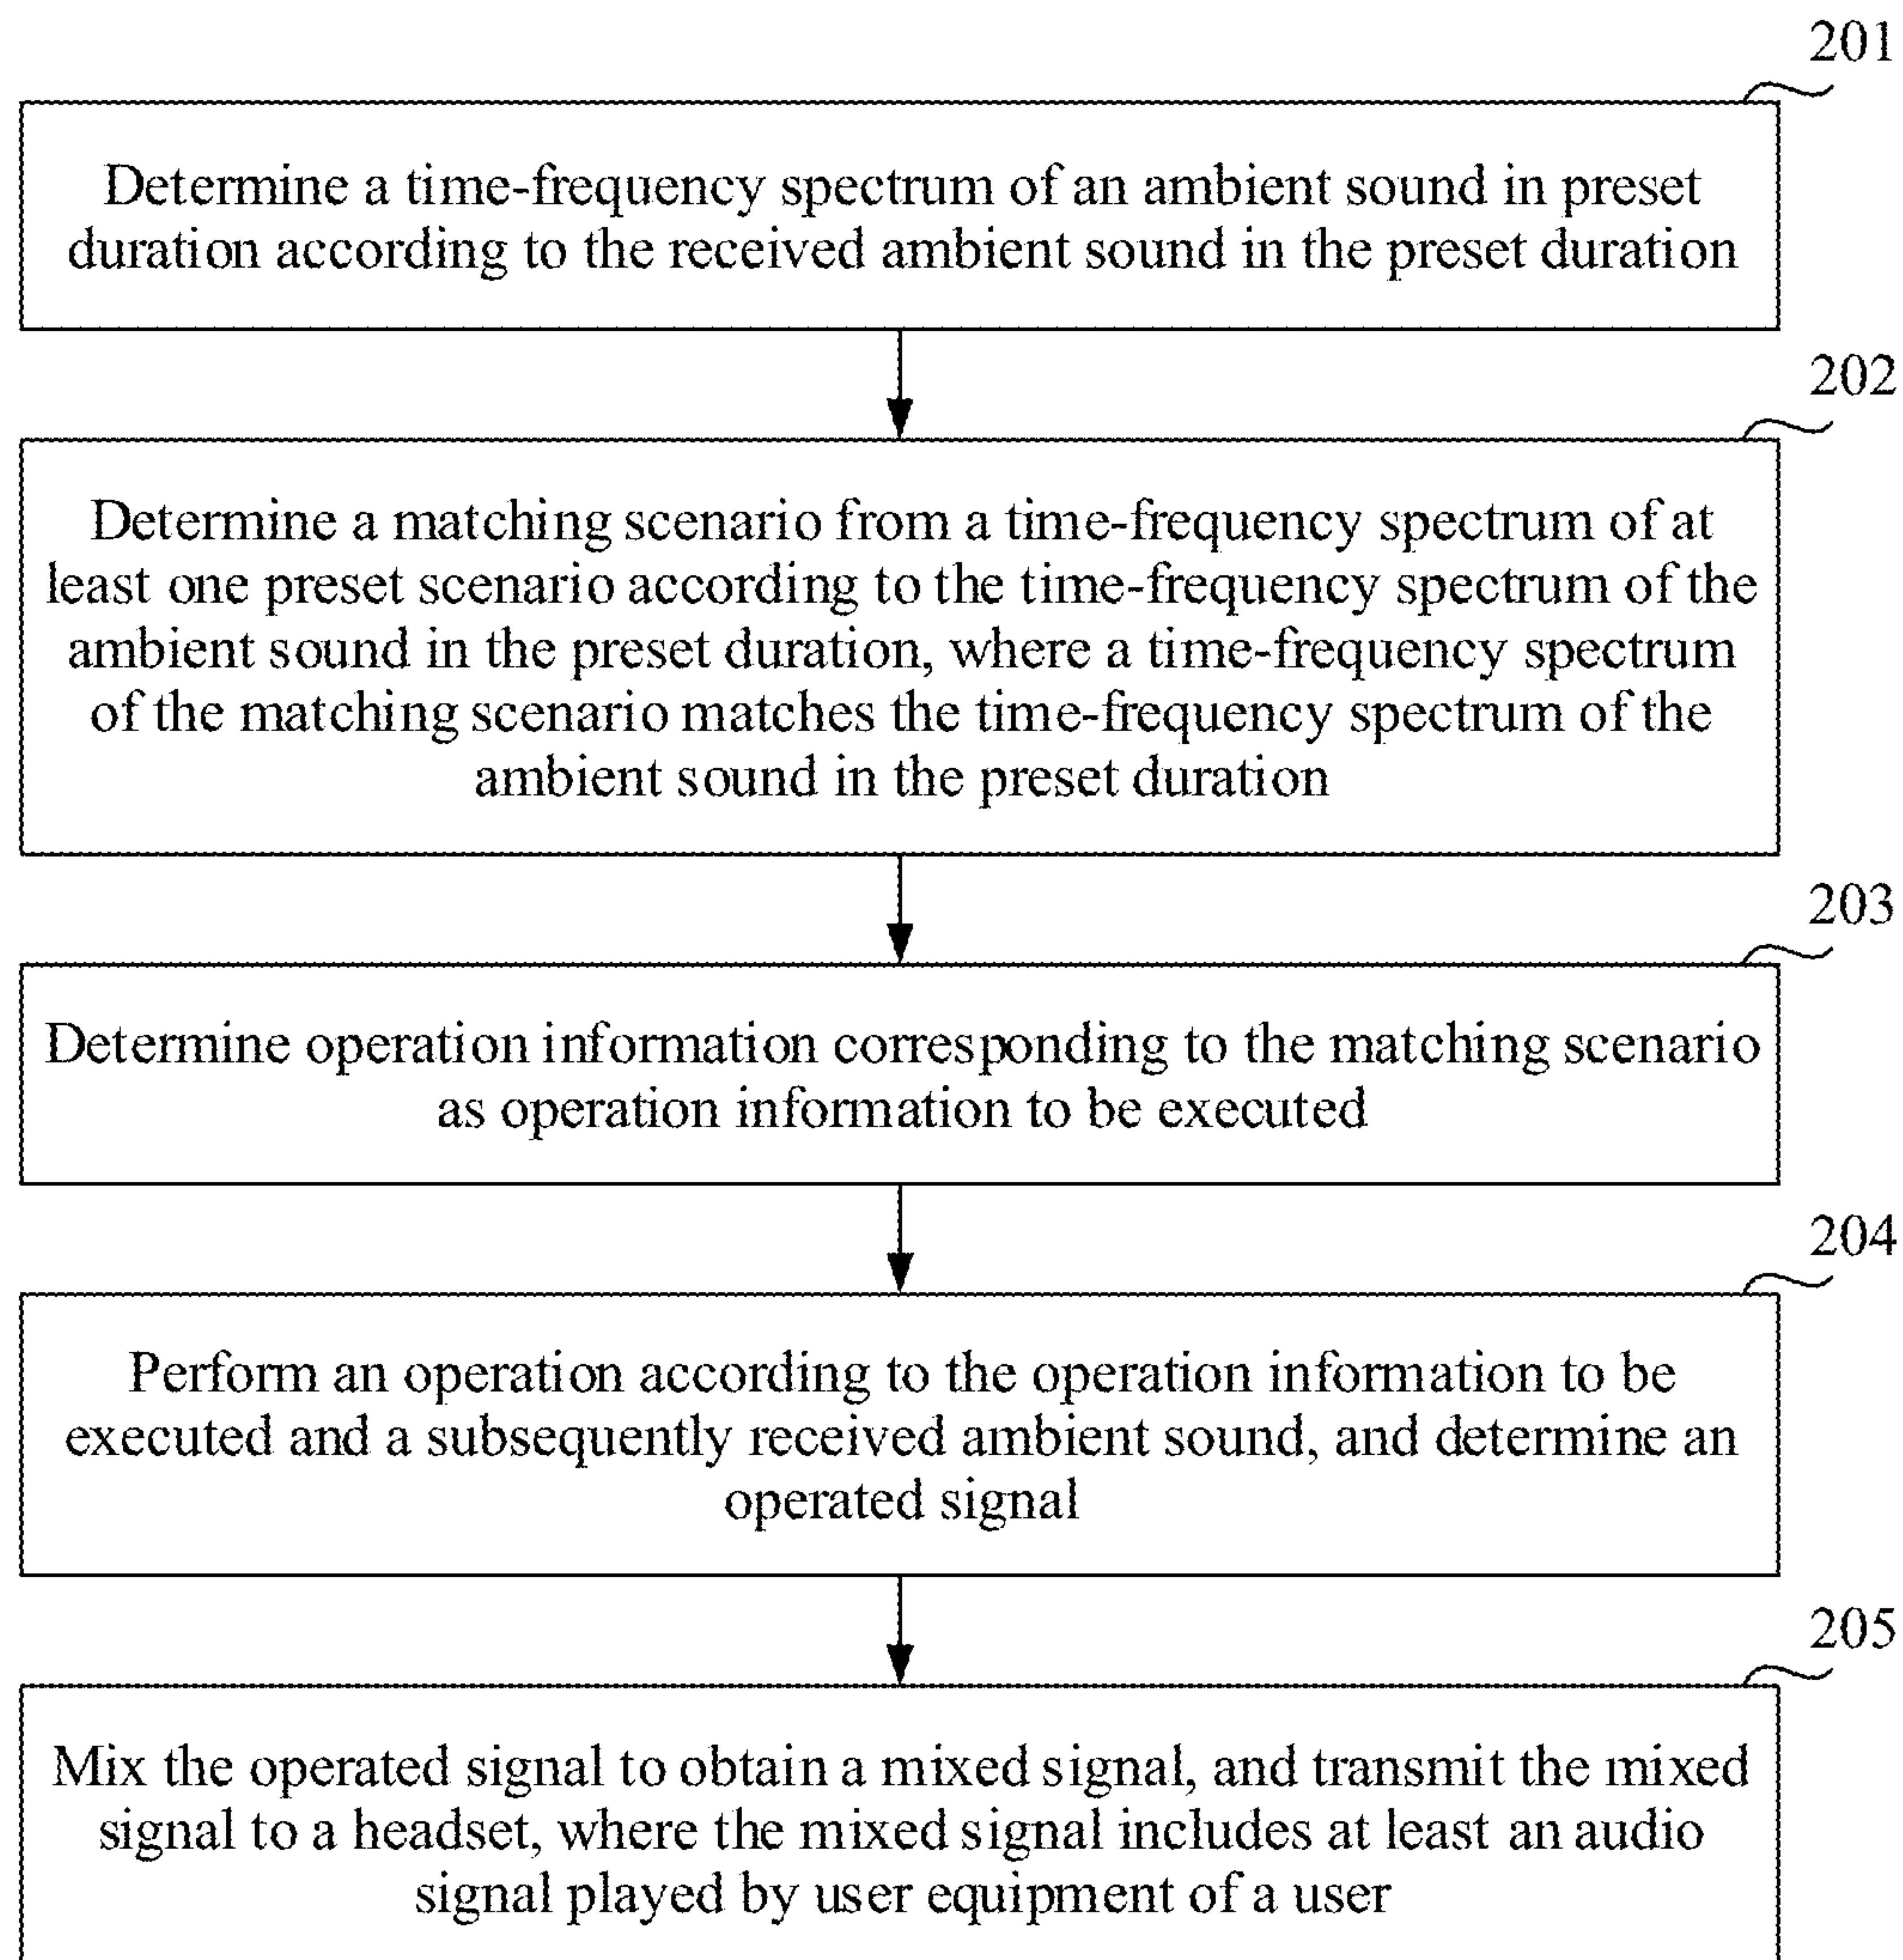 201
Determine a time-frequency spectrum of an ambient sound in preset
duration according to the received ambient sound in the preset duration
202
Determine a matching scenario from a time-frequency spectrum of at
least one preset scenario according to the time-frequency spectrum of the
ambient sound in the preset duration, where a time-frequency spectrum
of the matching scenario matches the time-frequency spectrum of the
ambient sound in the preset duration
203
Determine operation information corresponding to the matching scenario
as operation information to be executed
204
Perform an operation according to the operation information to be
executed and a subsequently received ambient sound, and determine an
operated signal
205
Mix the operated signal to obtain a mixed signal, and transmit the mixed
signal to a headset, where the mixed signal includes at least an audio
signal played by user equipment of a user